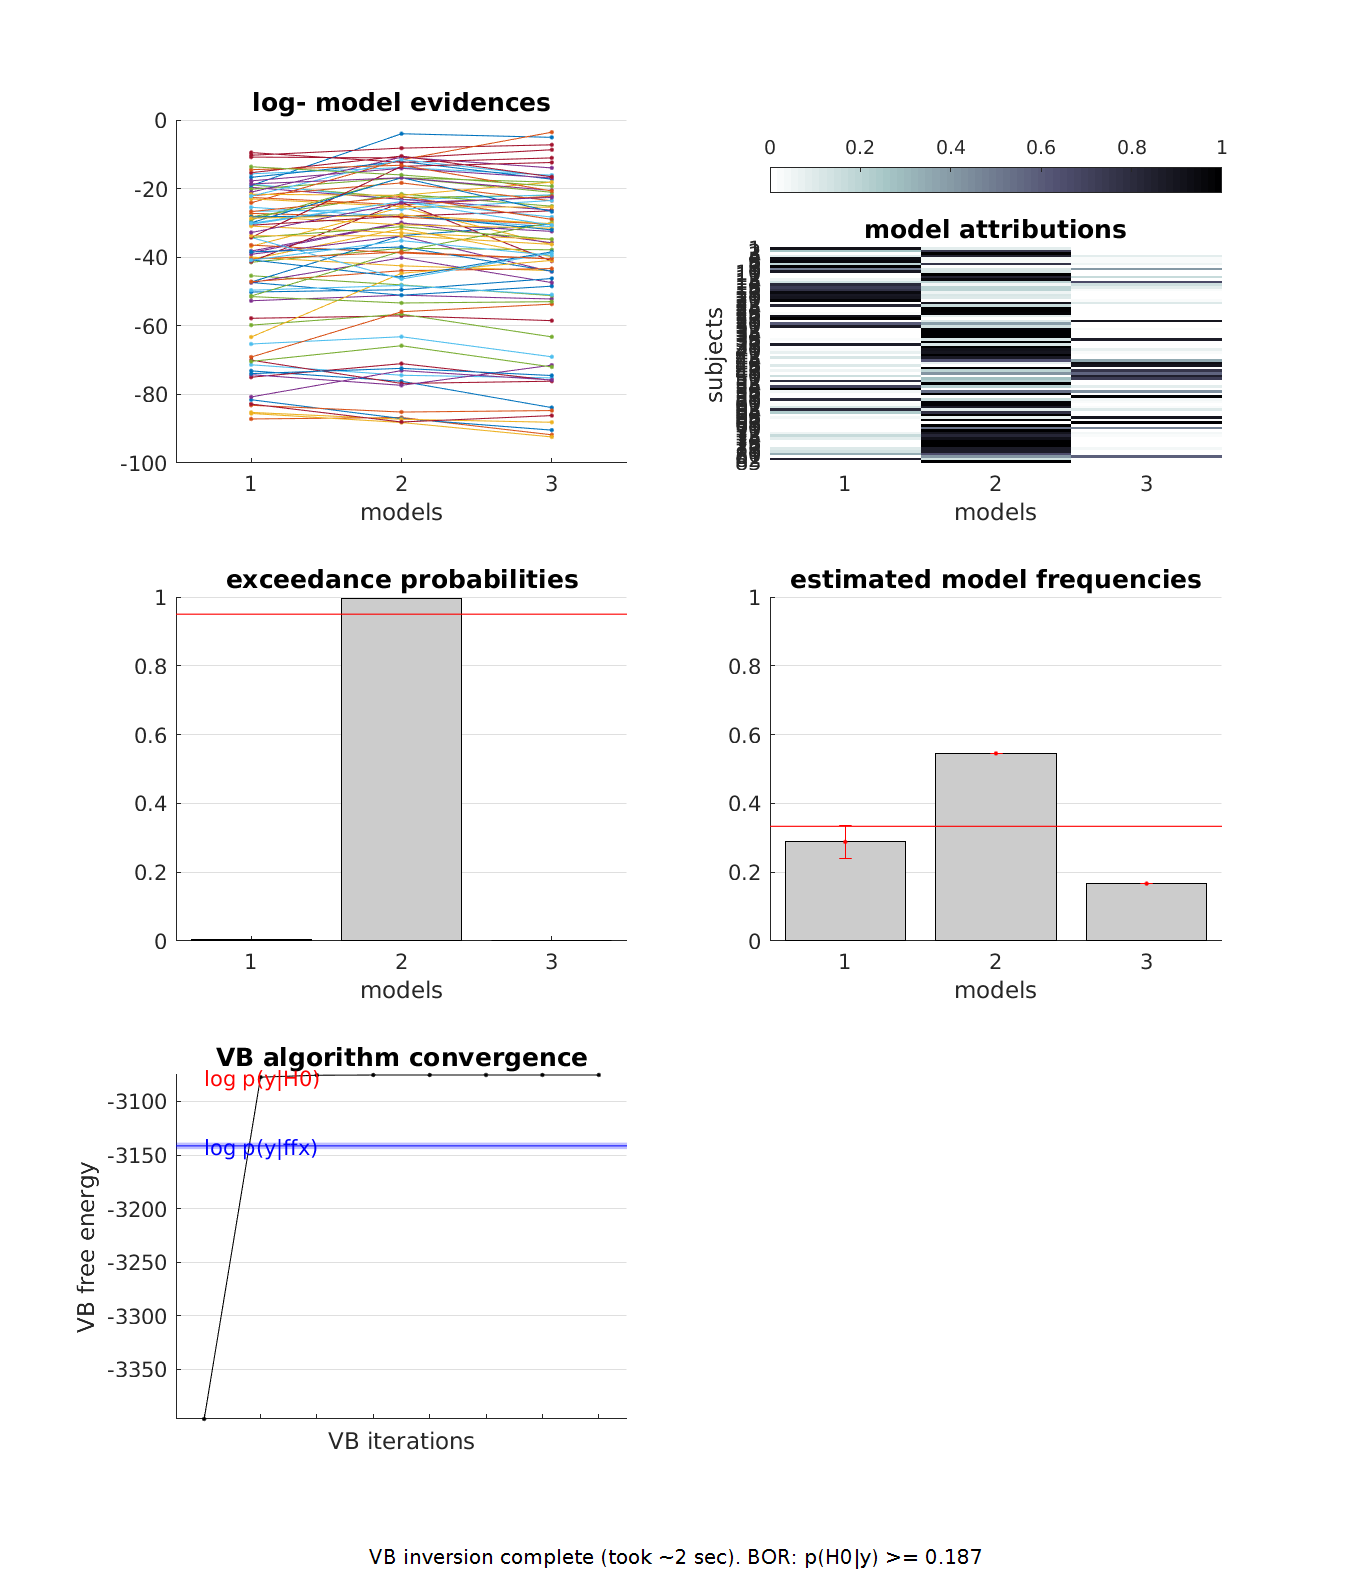 log- model evidences
0
-20
-40
-60
-80
-100
1 2 3
models
0 0.2 0.4 0.6 0.8 1
model attributions
subjects
1 2 3
models
exceedance probabilities
1
0.8
0.6
0.4
0.2
0
1 2 3
models
estimated model frequencies
1
0.8
0.6
0.4
0.2
0
1 2 3
models
VB algorithm convergence
log p(y|H0)
-3100
log p(y|ffx)
-3150
-3200
-3250
-3300
-3350
VB free energy
VB iterations
VB inversion complete (took ~2 sec). BOR: p(H0|y) >= 0.187